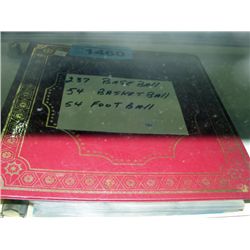 1460
237 BASE BALL
54 BASKET BALL
54 FOOT BALL